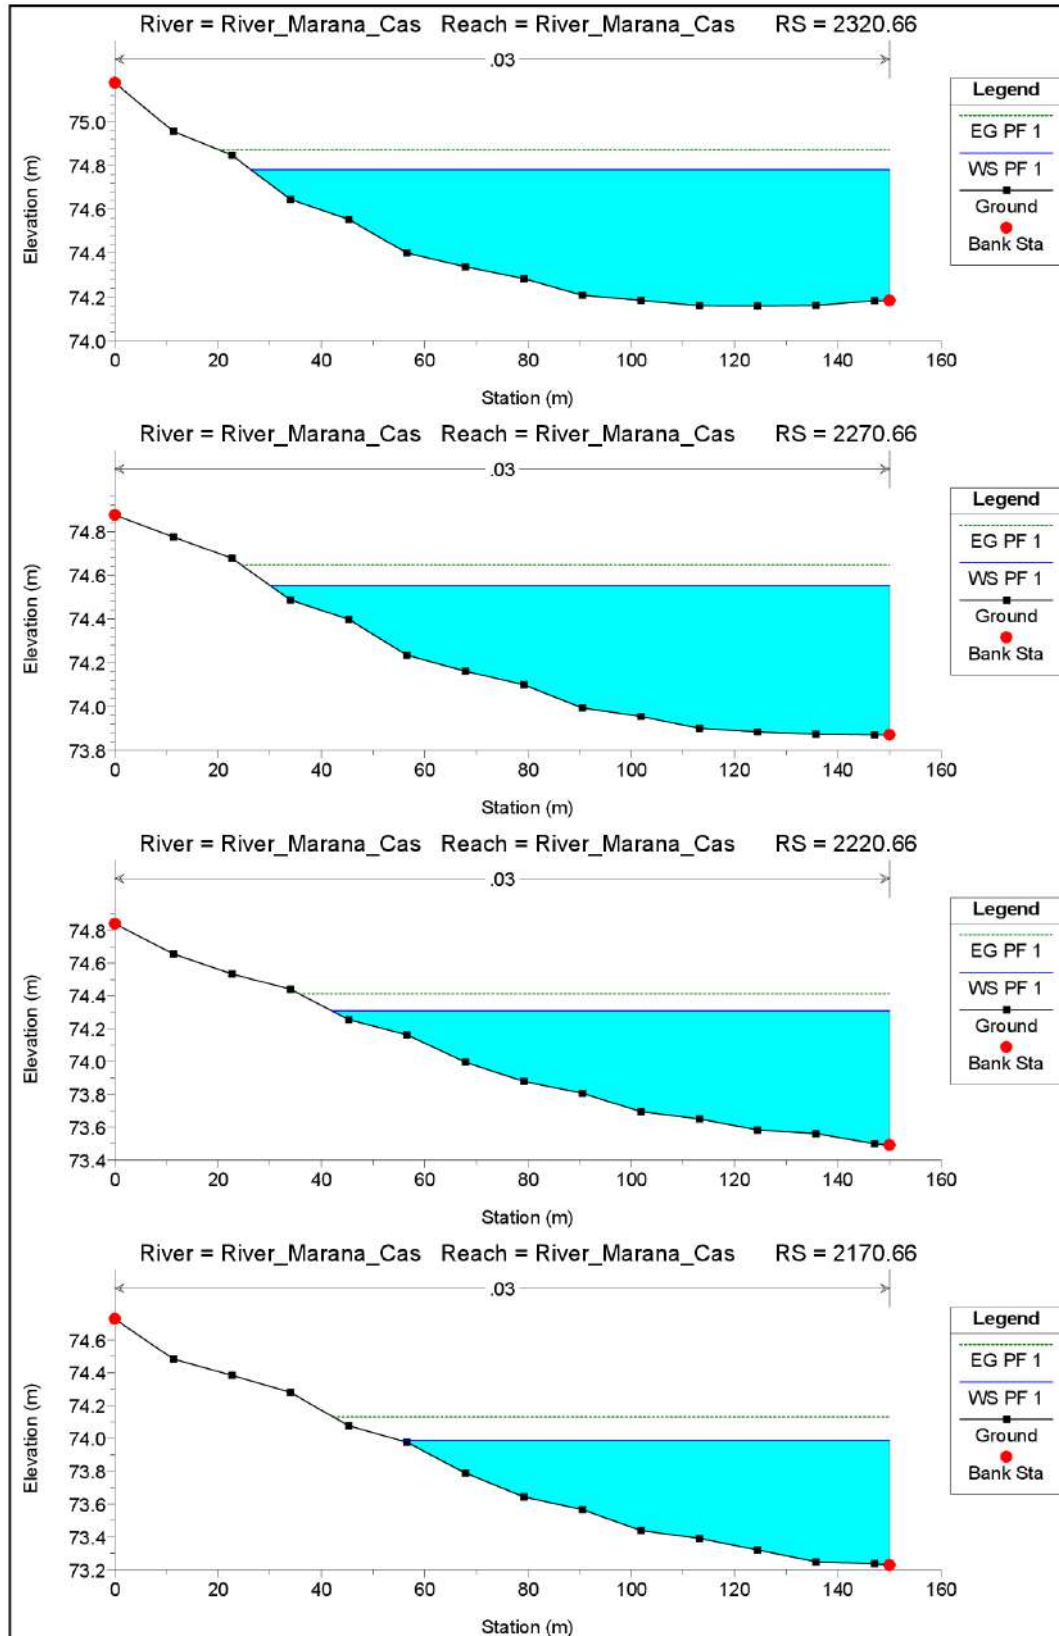 River = River_Marana_Cas Reach = River_Marana_Cas RS = 2320.66
.03
Legend
EG PF 1
WS PF 1
Ground
Bank Sta
Elevation (m)
75.0
74.8
74.6
74.4
74.2
74.0
0 20 40 60 80 100 120 140 160
Station (m)
River = River_Marana_Cas Reach = River_Marana_Cas RS = 2270.66
.03
Legend
EG PF 1
WS PF 1
Ground
Bank Sta
Elevation (m)
74.8
74.6
74.4
74.2
74.0
73.8
0 20 40 60 80 100 120 140 160
Station (m)
River = River_Marana_Cas Reach = River_Marana_Cas RS = 2220.66
.03
Legend
EG PF 1
WS PF 1
Ground
Bank Sta
Elevation (m)
74.8
74.6
74.4
74.2
74.0
73.8
73.6
73.4
0 20 40 60 80 100 120 140 160
Station (m)
River = River_Marana_Cas Reach = River_Marana_Cas RS = 2170.66
.03
Legend
EG PF 1
WS PF 1
Ground
Bank Sta
Elevation (m)
74.6
74.4
74.2
74.0
73.8
73.6
73.4
73.2
0 20 40 60 80 100 120 140 160
Station (m)